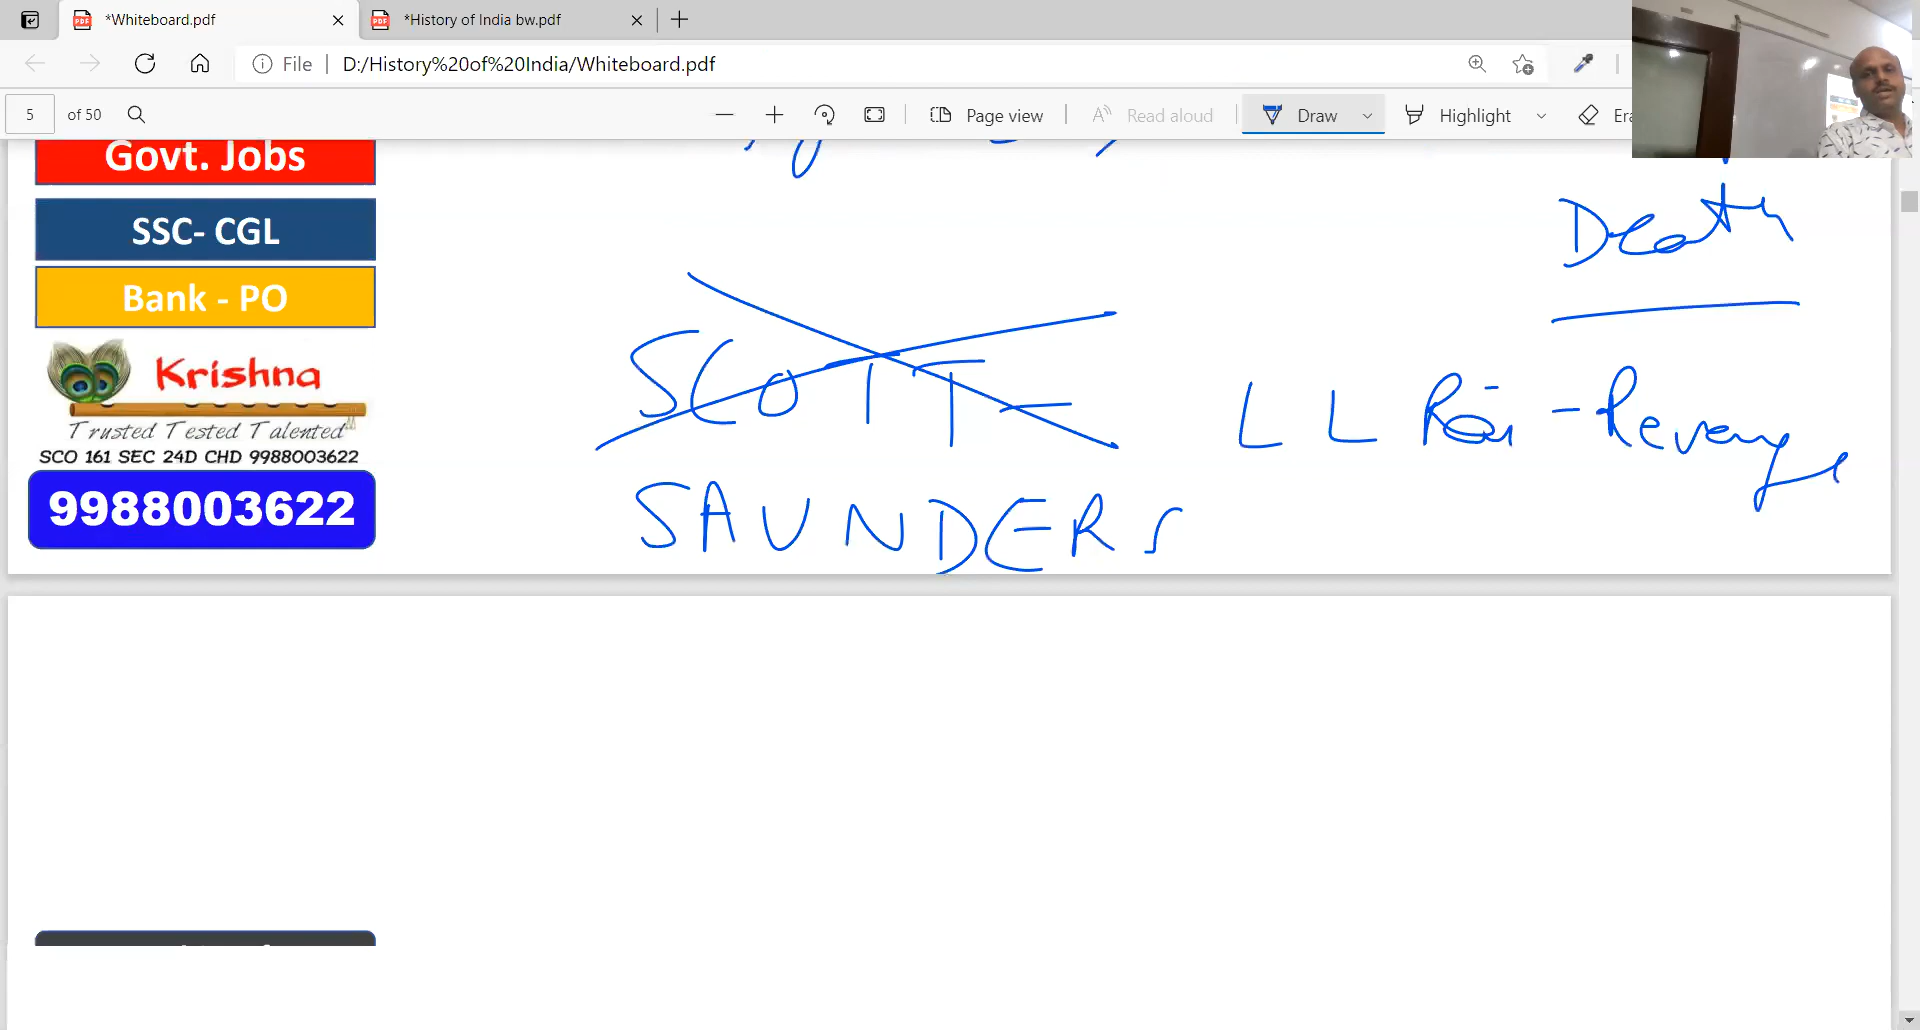 *Whiteboard.pdf
*History of India bw.pdf
File
D:/History%20of%20India/Whiteboard.pdf
5 of 50
Page view
Read aloud
Draw
Highlight
Era
Govt. Jobs
SSC- CGL
Bank - PO
Krishna
Trusted Tested Talented
SCO 161 SEC 24D CHD 9988003622
9988003622
Death
SCOTT
L L Rai - Revenge
SAUNDERS